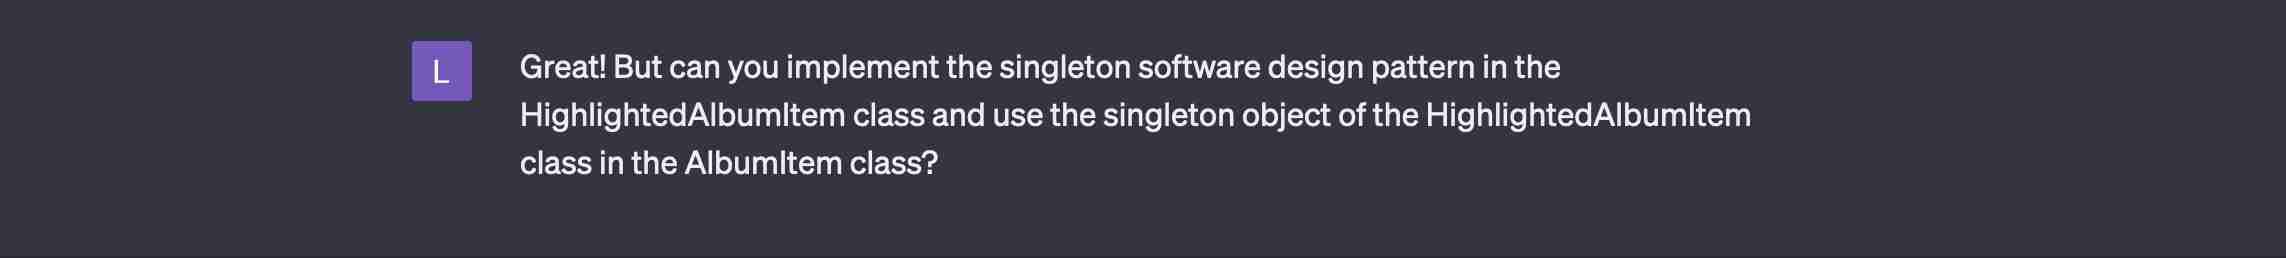 L
Great! But can you implement the singleton software design pattern in the
HighlightedAlbumItem class and use the singleton object of the HighlightedAlbumItem
class in the AlbumItem class?